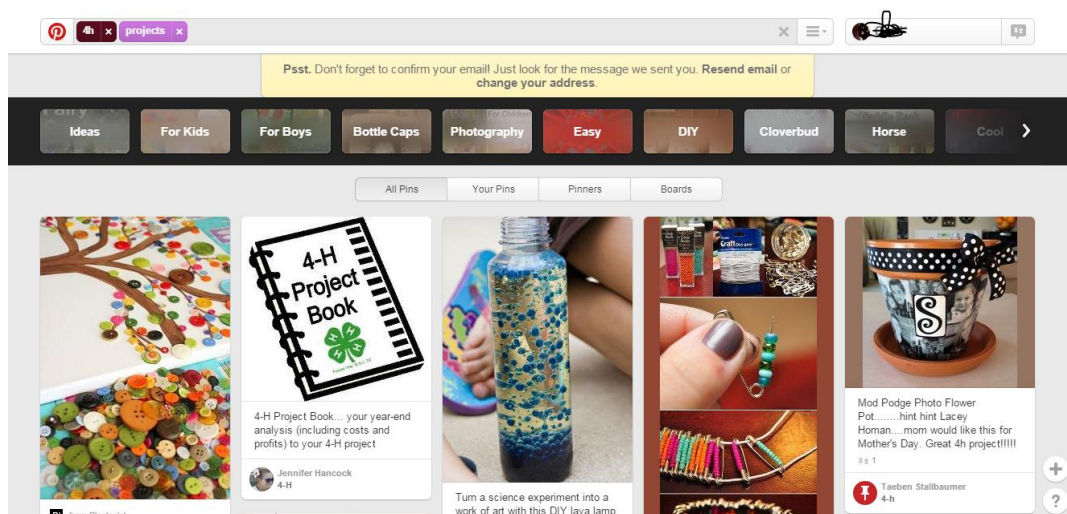 4h x projects x
Psst. Don't forget to confirm your email! Just look for the message we sent you. Resend email or
change your address.
Ideas
For Kids
For Boys
Bottle Caps
For Children
Photography
Easy
DIY
Cloverbud
Horse
Cool
All Pins
Your Pins
Pinners
Boards
4-H
Project
Book
H H
H H
4-H Project Book... your year-end
analysis (including costs and
profits) to your 4-H project
Jennifer Hancock
4-H
Turn a science experiment into a
work of art with this DIY lava lamp
Craft
S
Mod Podge Photo Flower
Pot........hint hint Lacey
Homan....mom would like this for
Mother's Day. Great 4h project!!!!!
1
Taeben Stallbaumer
4-h
+
?